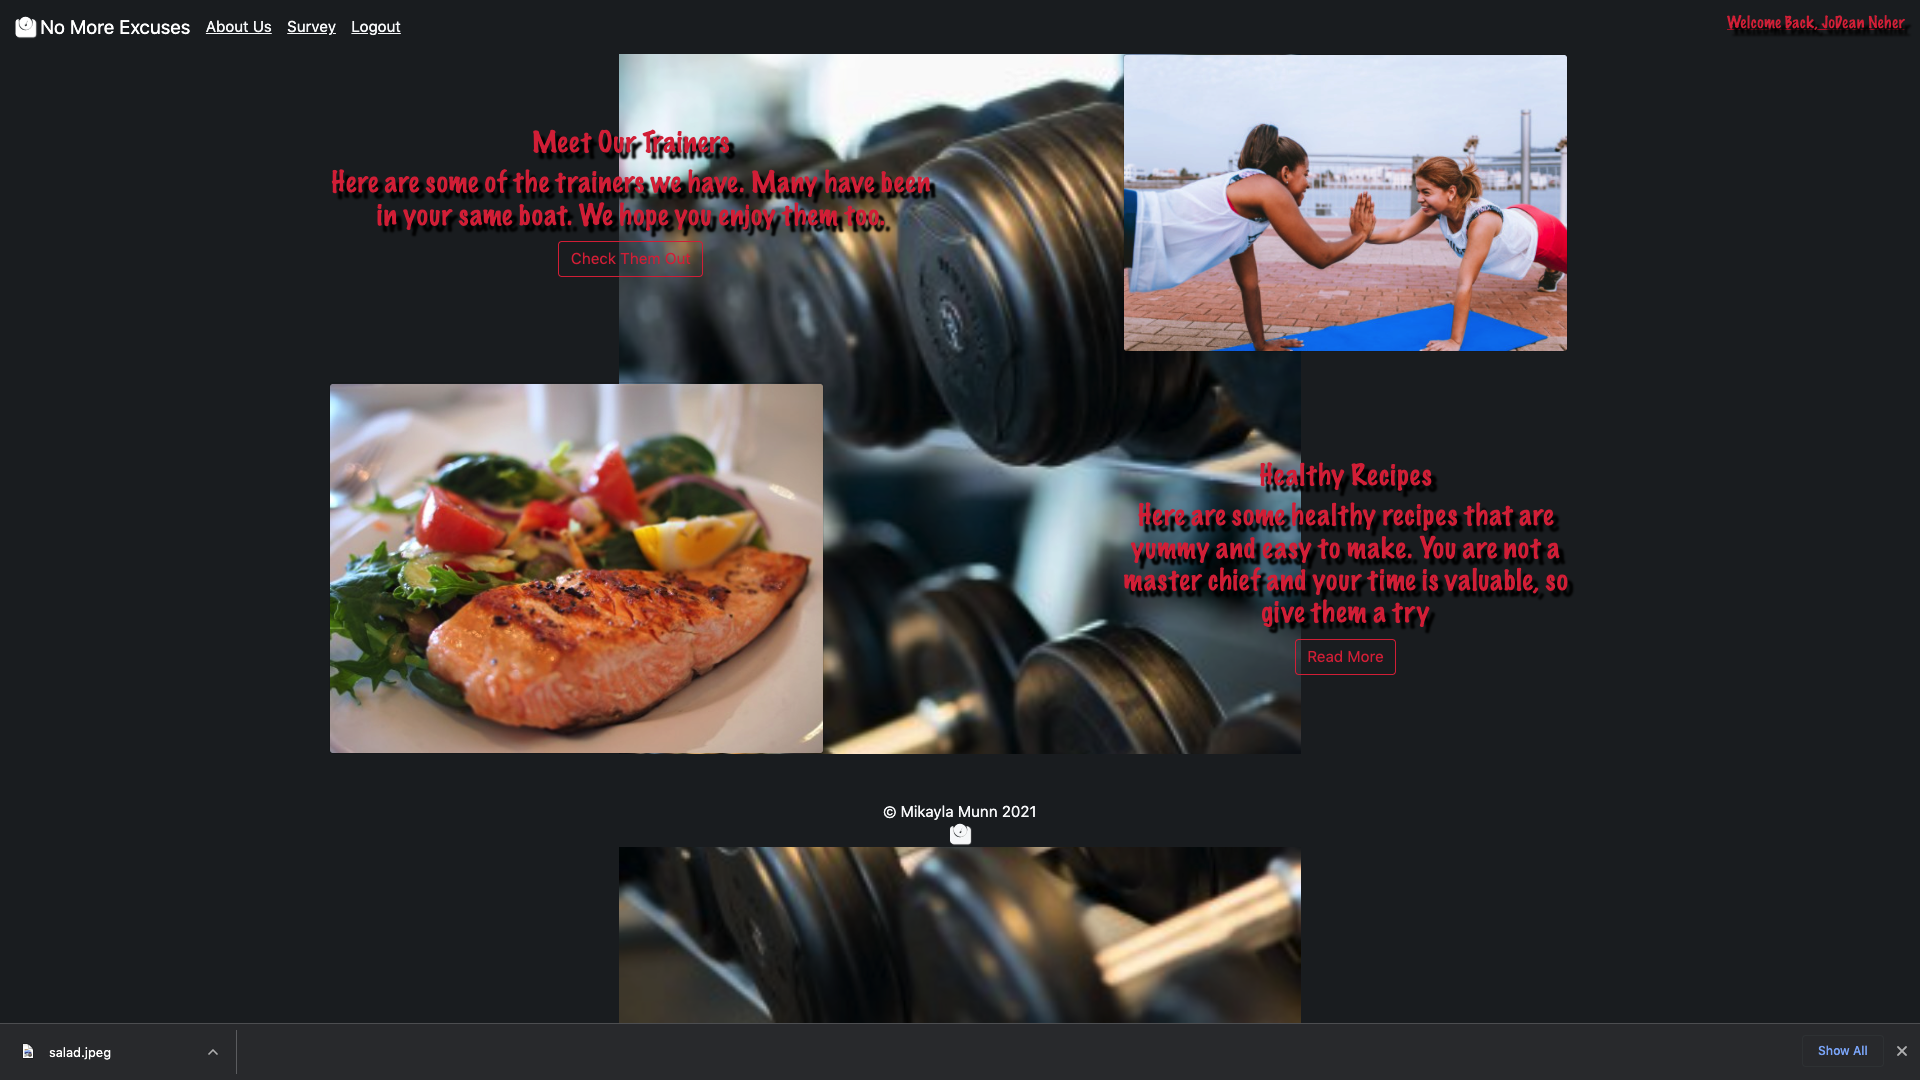 No More Excuses About Us Survey Logout
Welcome Back, JoDean Neher
Meet Our Trainers
Here are some of the trainers we have. Many have been
in your same boat. We hope you enjoy them too.
Check Them Out
Healthy Recipes
Here are some healthy recipes that are
yummy and easy to make. You are not a
master chief and your time is valuable, so
give them a try
Read More
© Mikayla Munn 2021
salad.jpeg
Show All